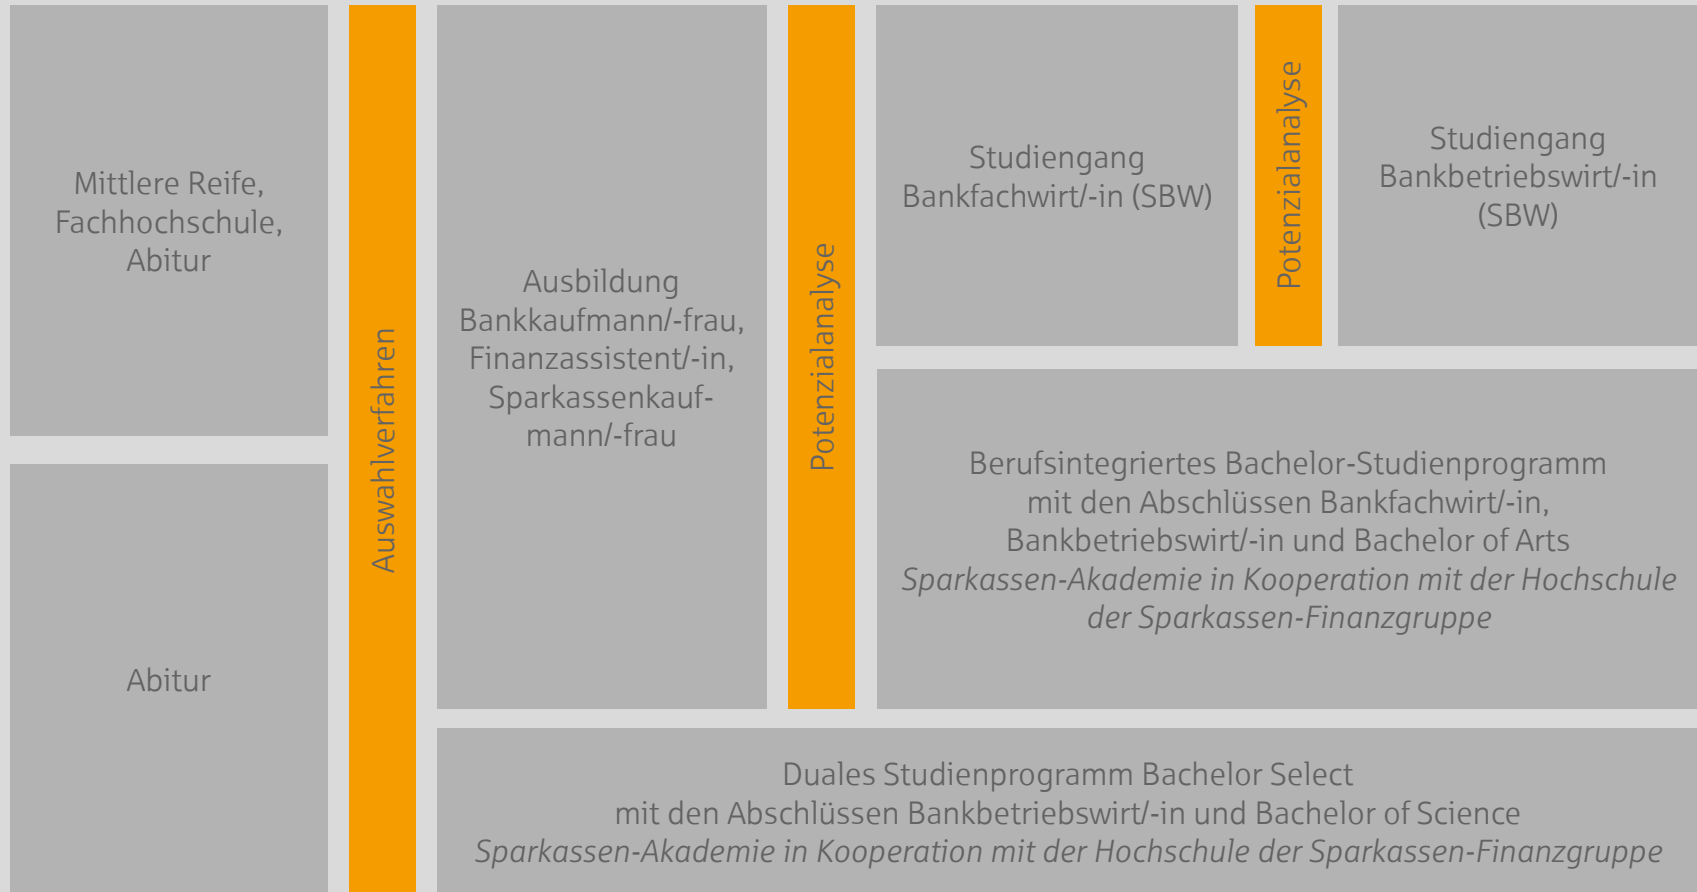 Mittlere Reife,
Fachhochschule,
Abitur
Abitur
Auswahlverfahren
Ausbildung
Bankkaufmann/-frau,
Finanzassistent/-in,
Sparkassenkauf-
mann/-frau
Potenzialanalyse
Studiengang
Bankfachwirt/-in (SBW)
Potenzialanalyse
Studiengang
Bankbetriebswirt/-in
(SBW)
Berufsintegriertes Bachelor-Studienprogramm
mit den Abschlüssen Bankfachwirt/-in,
Bankbetriebswirt/-in und Bachelor of Arts
Sparkassen-Akademie in Kooperation mit der Hochschule
der Sparkassen-Finanzgruppe
Duales Studienprogramm Bachelor Select
mit den Abschlüssen Bankbetriebswirt/-in und Bachelor of Science
Sparkassen-Akademie in Kooperation mit der Hochschule der Sparkassen-Finanzgruppe